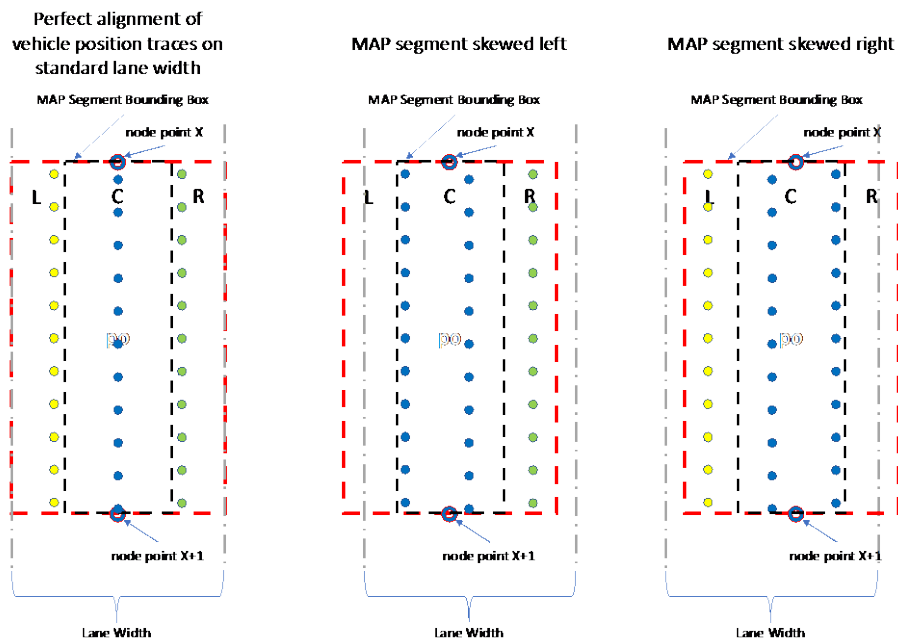 Perfect alignment of
vehicle position traces on
standard lane width
MAP Segment Bounding Box
node point X
L
C
R
po
node point X+1
Lane Width
MAP segment skewed left
MAP Segment Bounding Box
node point X
L
C
R
po
node point X+1
Lane Width
MAP segment skewed right
MAP Segment Bounding Box
node point X
L
C
R
po
node point X+1
Lane Width